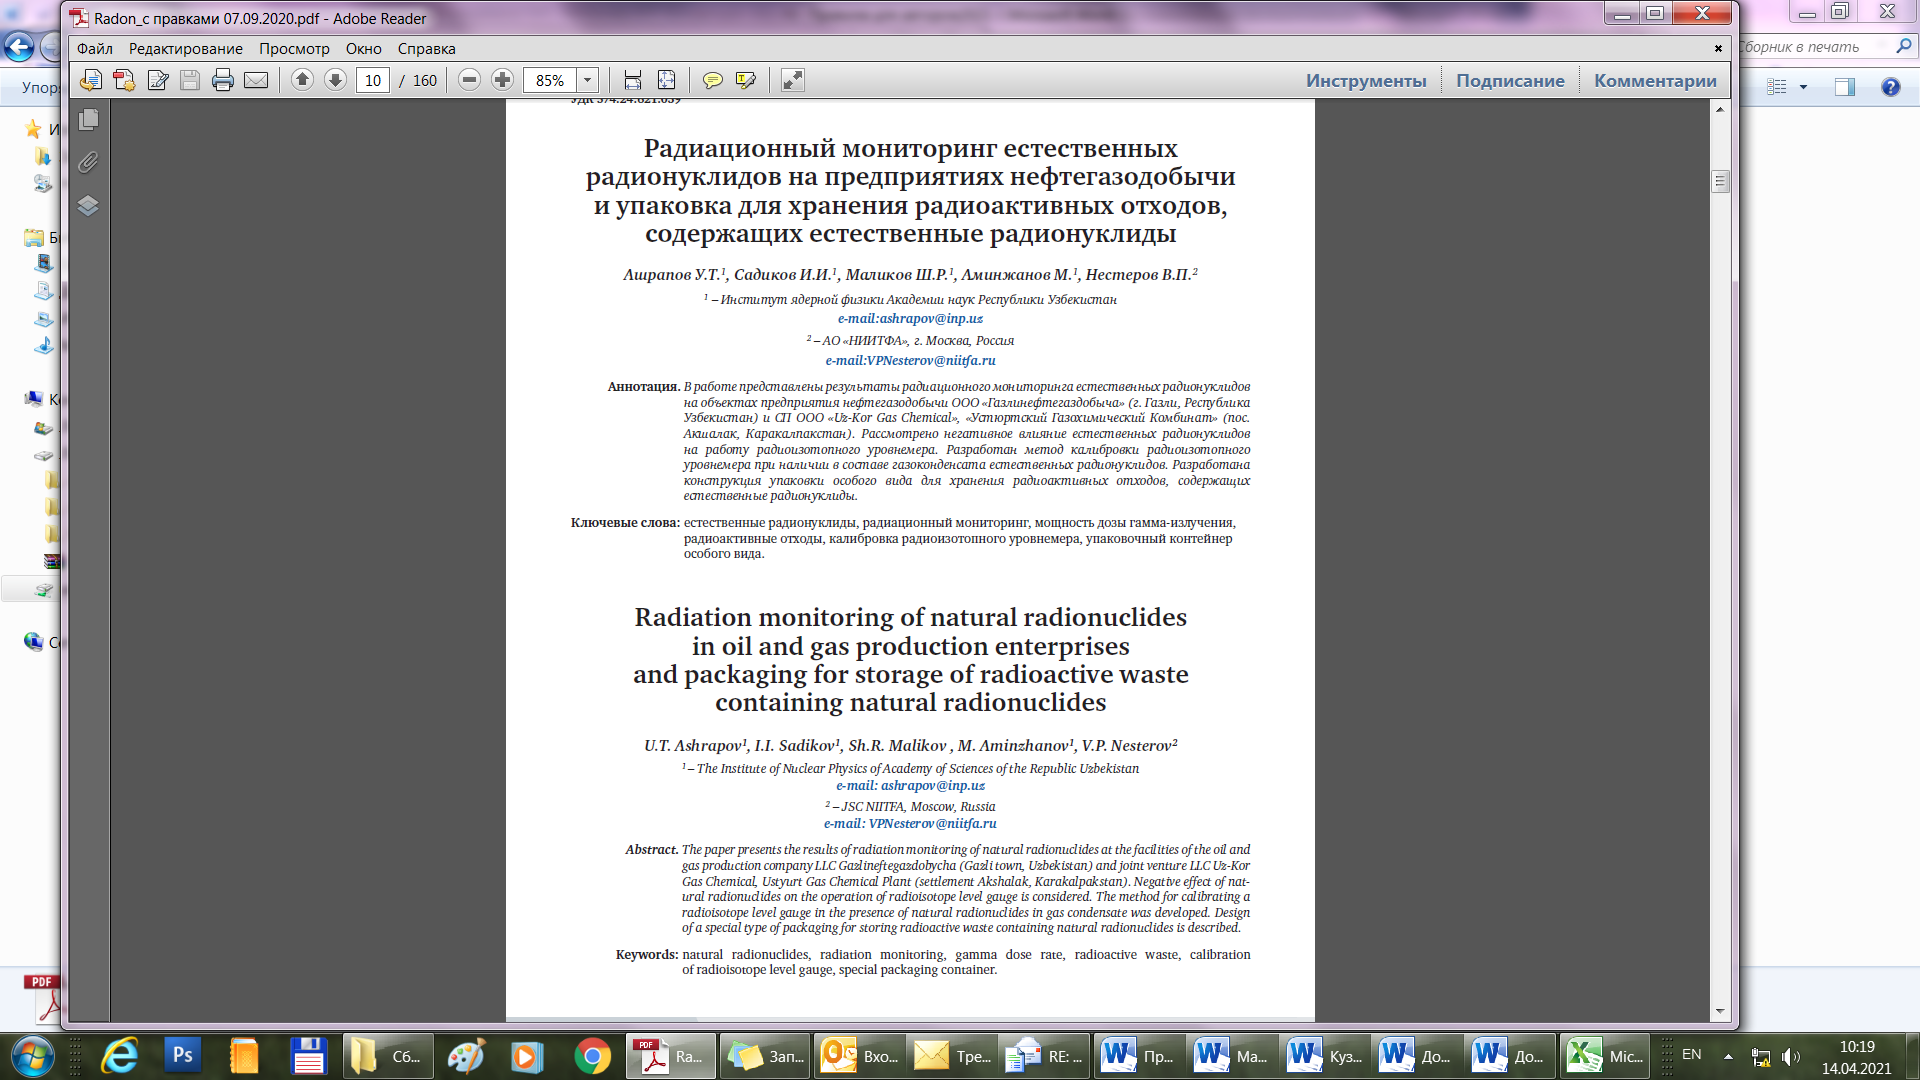 Radon_с правками 07.09.2020.pdf - Adobe Reader
Сборник в печать
Файл Редактирование Просмотр Окно Справка
10 / 160 85% Инструменты Подписание Комментарии
Радиационный мониторинг естественных
радионуклидов на предприятиях нефтегазодобычи
и упаковка для хранения радиоактивных отходов,
содержащих естественные радионуклиды
Ашрапов У.Т.¹, Садиков И.И.¹, Маликов Ш.Р.¹, Аминжанов М.¹, Нестеров В.П.²
¹ – Институт ядерной физики Академии наук Республики Узбекистан
e-mail:ashrapov@inp.uz
² – АО «НИИТФА», г. Москва, Россия
e-mail:VPNesterov@niitfa.ru
Аннотация. В работе представлены результаты радиационного мониторинга естественных радионуклидов
на объектах предприятия нефтегазодобычи ООО «Газлинефтегаздобыча» (г. Газли, Республика
Узбекистан) и СП ООО «Uz-Kor Gas Chemical», «Устюртский Газохимический Комбинат» (пос.
Акшалак, Каракалпакстан). Рассмотрено негативное влияние естественных радионуклидов
на работу радиоизотопного уровнемера. Разработан метод калибровки радиоизотопного
уровнемера при наличии в составе газоконденсата естественных радионуклидов. Разработана
конструкция упаковки особого вида для хранения радиоактивных отходов, содержащих
естественные радионуклиды.
Ключевые слова: естественные радионуклиды, радиационный мониторинг, мощность дозы гамма-излучения,
радиоактивные отходы, калибровка радиоизотопного уровнемера, упаковочный контейнер
особого вида.
Radiation monitoring of natural radionuclides
in oil and gas production enterprises
and packaging for storage of radioactive waste
containing natural radionuclides
U.T. Ashrapov¹, I.I. Sadikov¹, Sh.R. Malikov , M. Aminzhanov¹, V.P. Nesterov²
¹ – The Institute of Nuclear Physics of Academy of Sciences of the Republic Uzbekistan
e-mail: ashrapov@inp.uz
² – JSC NIITFA, Moscow, Russia
e-mail: VPNesterov@niitfa.ru
Abstract. The paper presents the results of radiation monitoring of natural radionuclides at the facilities of the oil and
gas production company LLC Gazlineftegazdobycha (Gazli town, Uzbekistan) and joint venture LLC Uz-Kor
Gas Chemical, Ustyurt Gas Chemical Plant (settlement Akshalak, Karakalpakstan). Negative effect of nat-
ural radionuclides on the operation of radioisotope level gauge is considered. The method for calibrating a
radioisotope level gauge in the presence of natural radionuclides in gas condensate was developed. Design
of a special type of packaging for storing radioactive waste containing natural radionuclides is described.
Keywords: natural radionuclides, radiation monitoring, gamma dose rate, radioactive waste, calibration
of radioisotope level gauge, special packaging container.
PDF
Ps Сб... PDF Ra... Зап... Вхо... Тре... RE: ... Пр... Ма... Куз... До... До... Mic... EN 10:19
14.04.2021